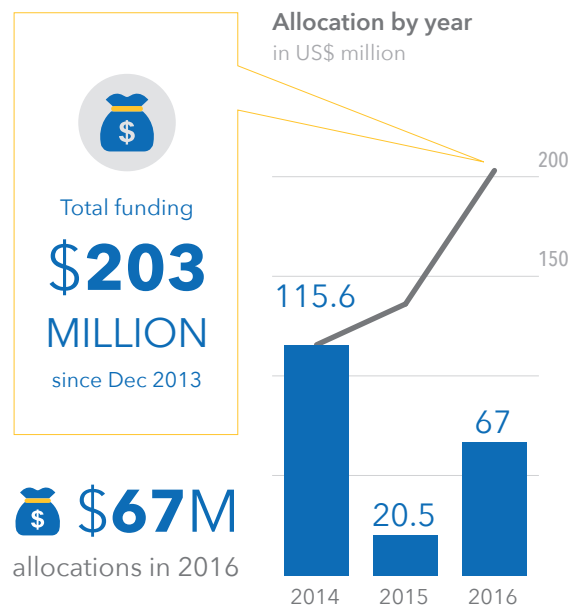 Allocation by year
in US$ million
$
Total funding
$203
MILLION
since Dec 2013
$ $67M
allocations in 2016
200
150
115.6
20.5
67
2014 2015 2016